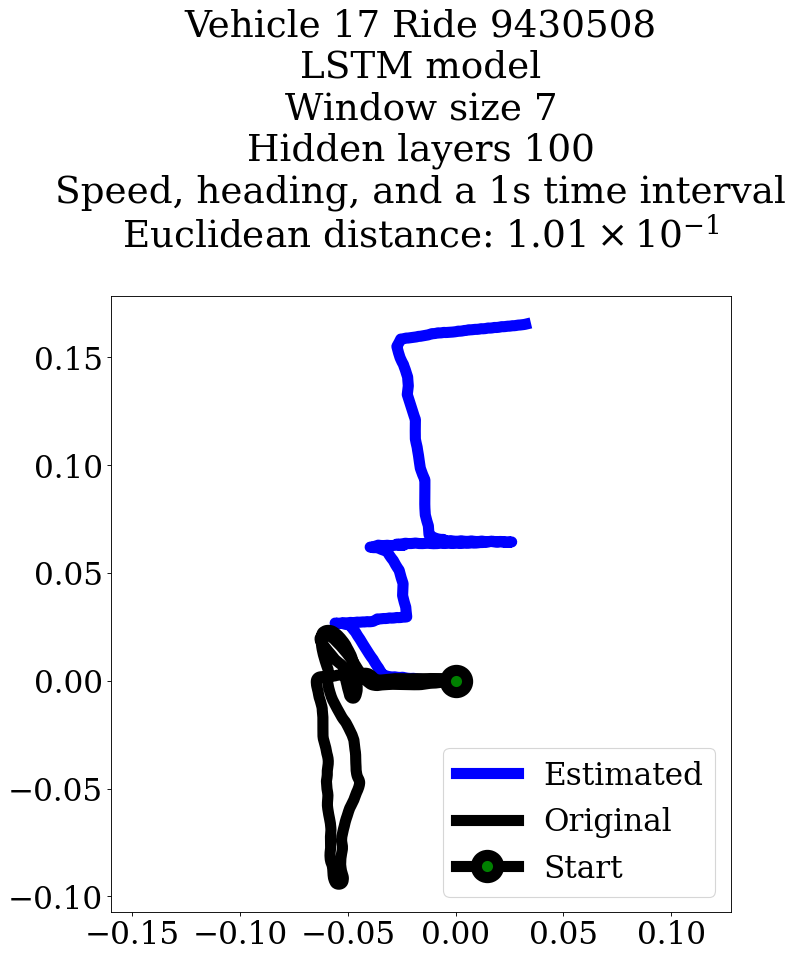 Vehicle 17 Ride 9430508
LSTM model
Window size 7
Hidden layers 100
Speed, heading, and a 1s time interval
Euclidean distance: 1.01 × 10⁻¹
0.15
0.10
0.05
0.00
−0.05
−0.10
Estimated
Original
Start
−0.15 −0.10 −0.05 0.00 0.05 0.10